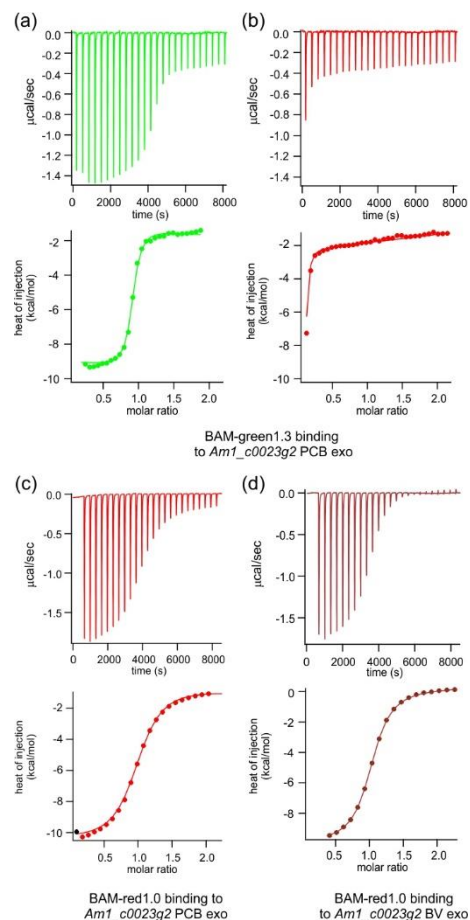 (a)
(b)
0.0
-0.2
-0.4
-0.6
-0.8
-1.0
-1.2
-1.4
μcal/sec
0 2000 4000 6000 8000
time (s)
0.0
-0.2
-0.4
-0.6
-0.8
-1.0
-1.2
-1.4
μcal/sec
0 2000 4000 6000 8000
time (s)
-2
-4
-6
-8
-10
heat of injection
(kcal/mol)
0.5 1.0 1.5 2.0
molar ratio
-2
-4
-6
-8
-10
heat of injection
(kcal/mol)
0.5 1.0 1.5 2.0
molar ratio
BAM-green1.3 binding
to Am1_c0023g2 PCB exo
(c)
(d)
0.0
-0.5
-1.0
-1.5
μcal/sec
0 2000 4000 6000 8000
time (s)
0.0
-0.5
-1.0
-1.5
μcal/sec
0 2000 4000 6000 8000
time (s)
0
-2
-4
-6
-8
-10
heat of injection
(kcal/mol)
0.5 1.0 1.5 2.0
molar ratio
0
-2
-4
-6
-8
heat of injection
(kcal/mol)
0.5 1.0 1.5 2.0
molar ratio
BAM-red1.0 binding to
Am1_c0023g2 PCB exo
BAM-red1.0 binding
to Am1_c0023g2 BV exo